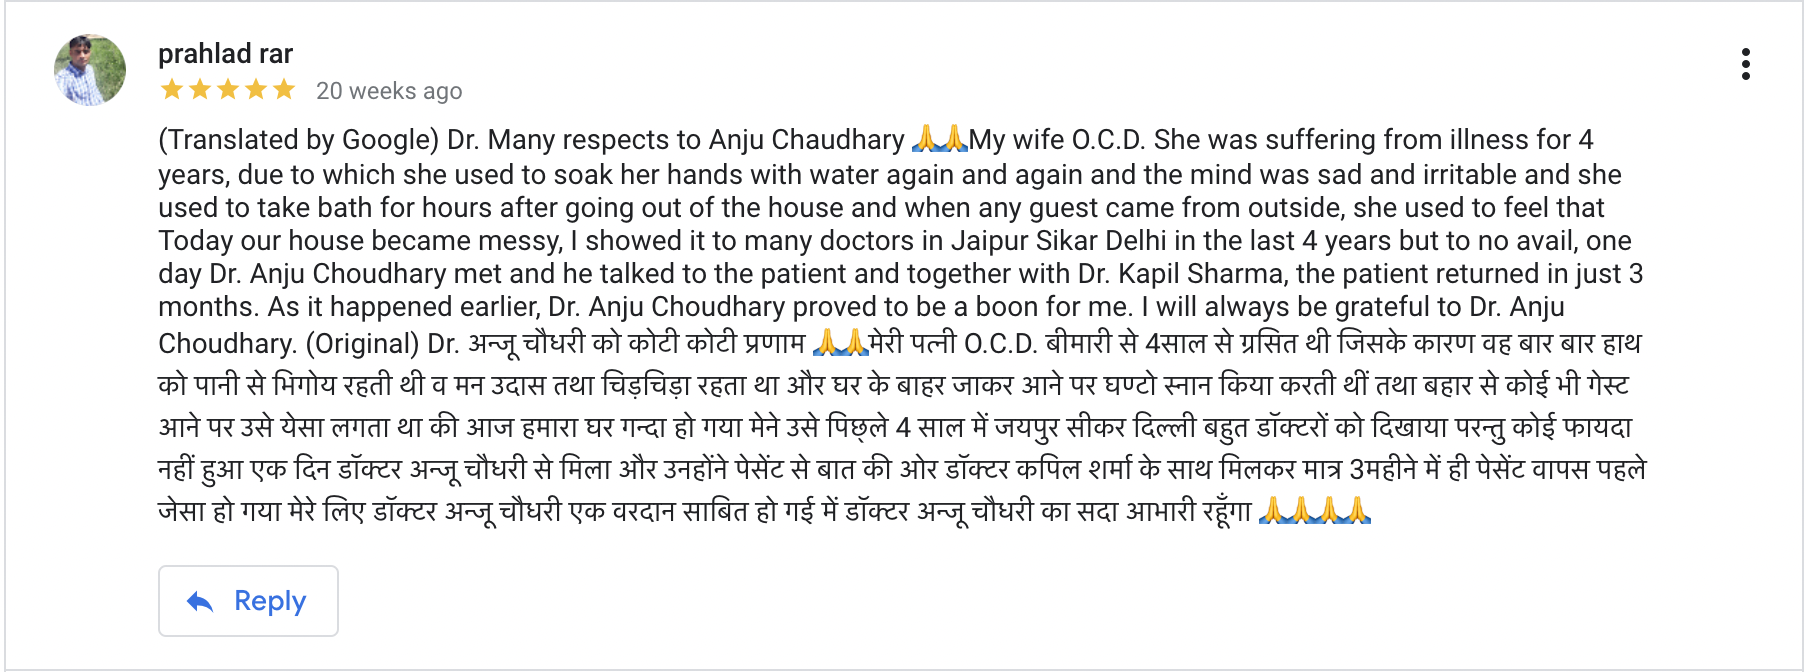 prahlad rar
20 weeks ago
(Translated by Google) Dr. Many respects to Anju Chaudhary 🙏🙏My wife O.C.D. She was suffering from illness for 4
years, due to which she used to soak her hands with water again and again and the mind was sad and irritable and she
used to take bath for hours after going out of the house and when any guest came from outside, she used to feel that
Today our house became messy, I showed it to many doctors in Jaipur Sikar Delhi in the last 4 years but to no avail, one
day Dr. Anju Choudhary met and he talked to the patient and together with Dr. Kapil Sharma, the patient returned in just 3
months. As it happened earlier, Dr. Anju Choudhary proved to be a boon for me. I will always be grateful to Dr. Anju
Choudhary. (Original) Dr. अन्जू चौधरी को कोटी कोटी प्रणाम 🙏🙏मेरी पत्नी O.C.D. बीमारी से 4साल से ग्रसित थी जिसके कारण वह बार बार हाथ
को पानी से भिगोय रहती थी व मन उदास तथा चिड़चिड़ा रहता था और घर के बाहर जाकर आने पर घण्टो स्नान किया करती थीं तथा बहार से कोई भी गेस्ट
आने पर उसे येसा लगता था की आज हमारा घर गन्दा हो गया मेने उसे पिछ्ले 4 साल में जयपुर सीकर दिल्ली बहुत डॉक्टरों को दिखाया परन्तु कोई फायदा
नहीं हुआ एक दिन डॉक्टर अन्जू चौधरी से मिला और उनहोंने पेसेंट से बात की ओर डॉक्टर कपिल शर्मा के साथ मिलकर मात्र 3महीने में ही पेसेंट वापस पहले
जेसा हो गया मेरे लिए डॉक्टर अन्जू चौधरी एक वरदान साबित हो गई में डॉक्टर अन्जू चौधरी का सदा आभारी रहूँगा 🙏🙏🙏🙏
Reply